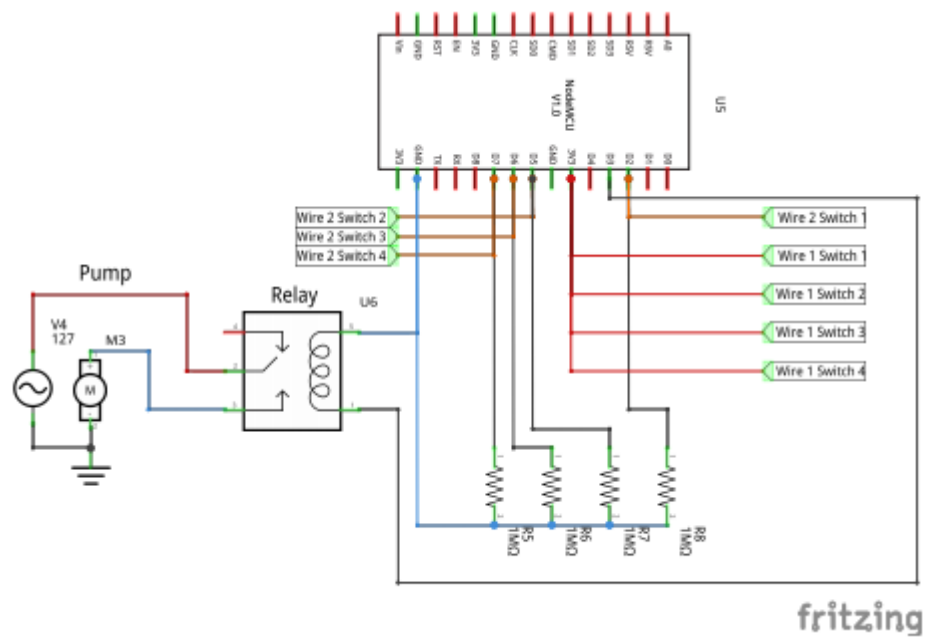 Vin GND RST EN 3V3 GND CLK SD0 CMD SD1 SD2 SD3 RSV RSV A0
NodeMCU
V1.0
U5
3V3 GND TX RX D8 D7 D6 D5 GND 3V3 D4 D3 D2 D1 D0
Wire 2 Switch 2
Wire 2 Switch 3
Wire 2 Switch 4
Wire 2 Switch 1
Wire 1 Switch 1
Wire 1 Switch 2
Wire 1 Switch 3
Wire 1 Switch 4
Pump
Relay
U6
V4
127
M3
M
R5
1MΩ
R6
1MΩ
R7
1MΩ
R8
1MΩ
fritzing